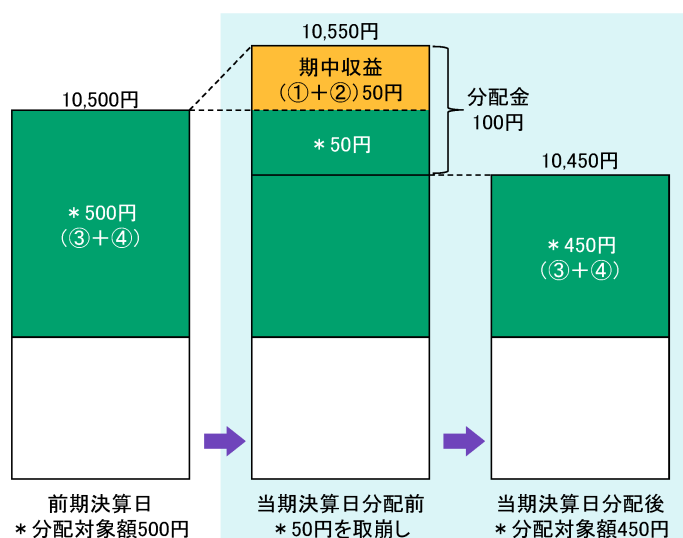 10,550円
期中収益
(①＋②)50円
分配金
100円
10,500円
＊50円
10,450円
＊500円
(③＋④)
＊450円
(③＋④)
前期決算日
＊分配対象額500円
当期決算日分配前
＊50円を取崩し
当期決算日分配後
＊分配対象額450円